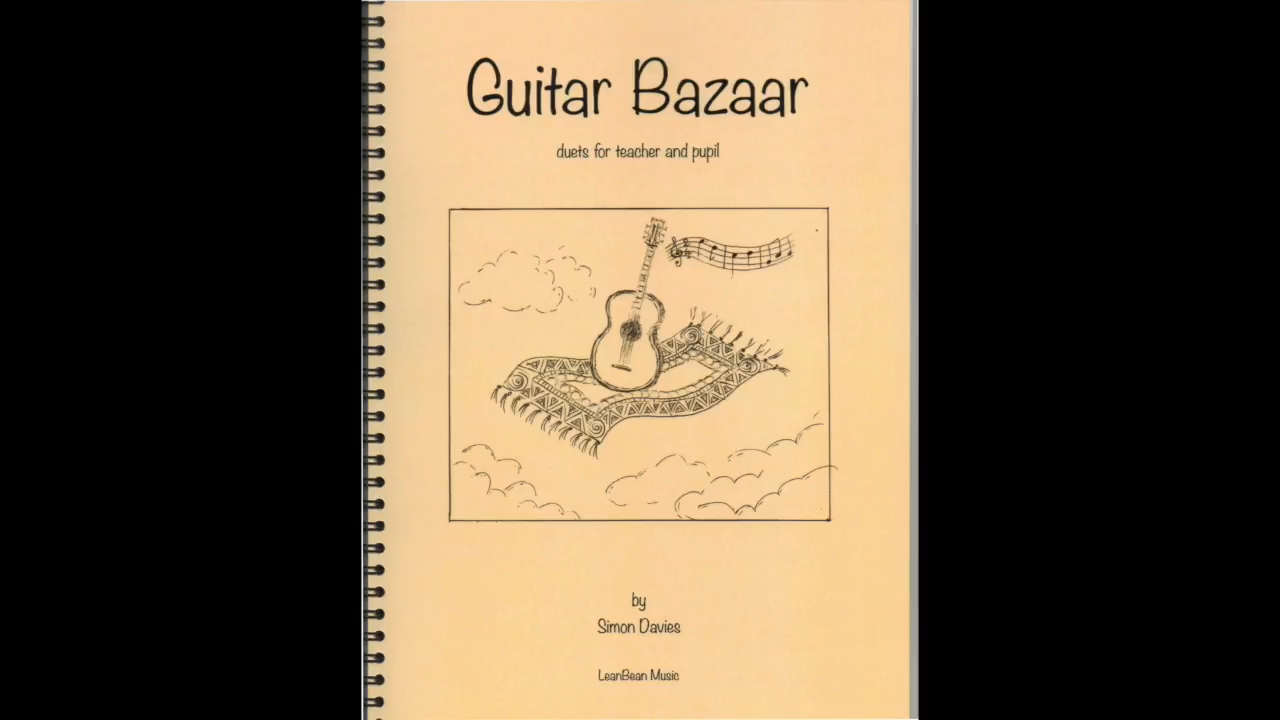 Guitar Bazaar
duets for teacher and pupil
by
Simon Davies
LeanBean Music